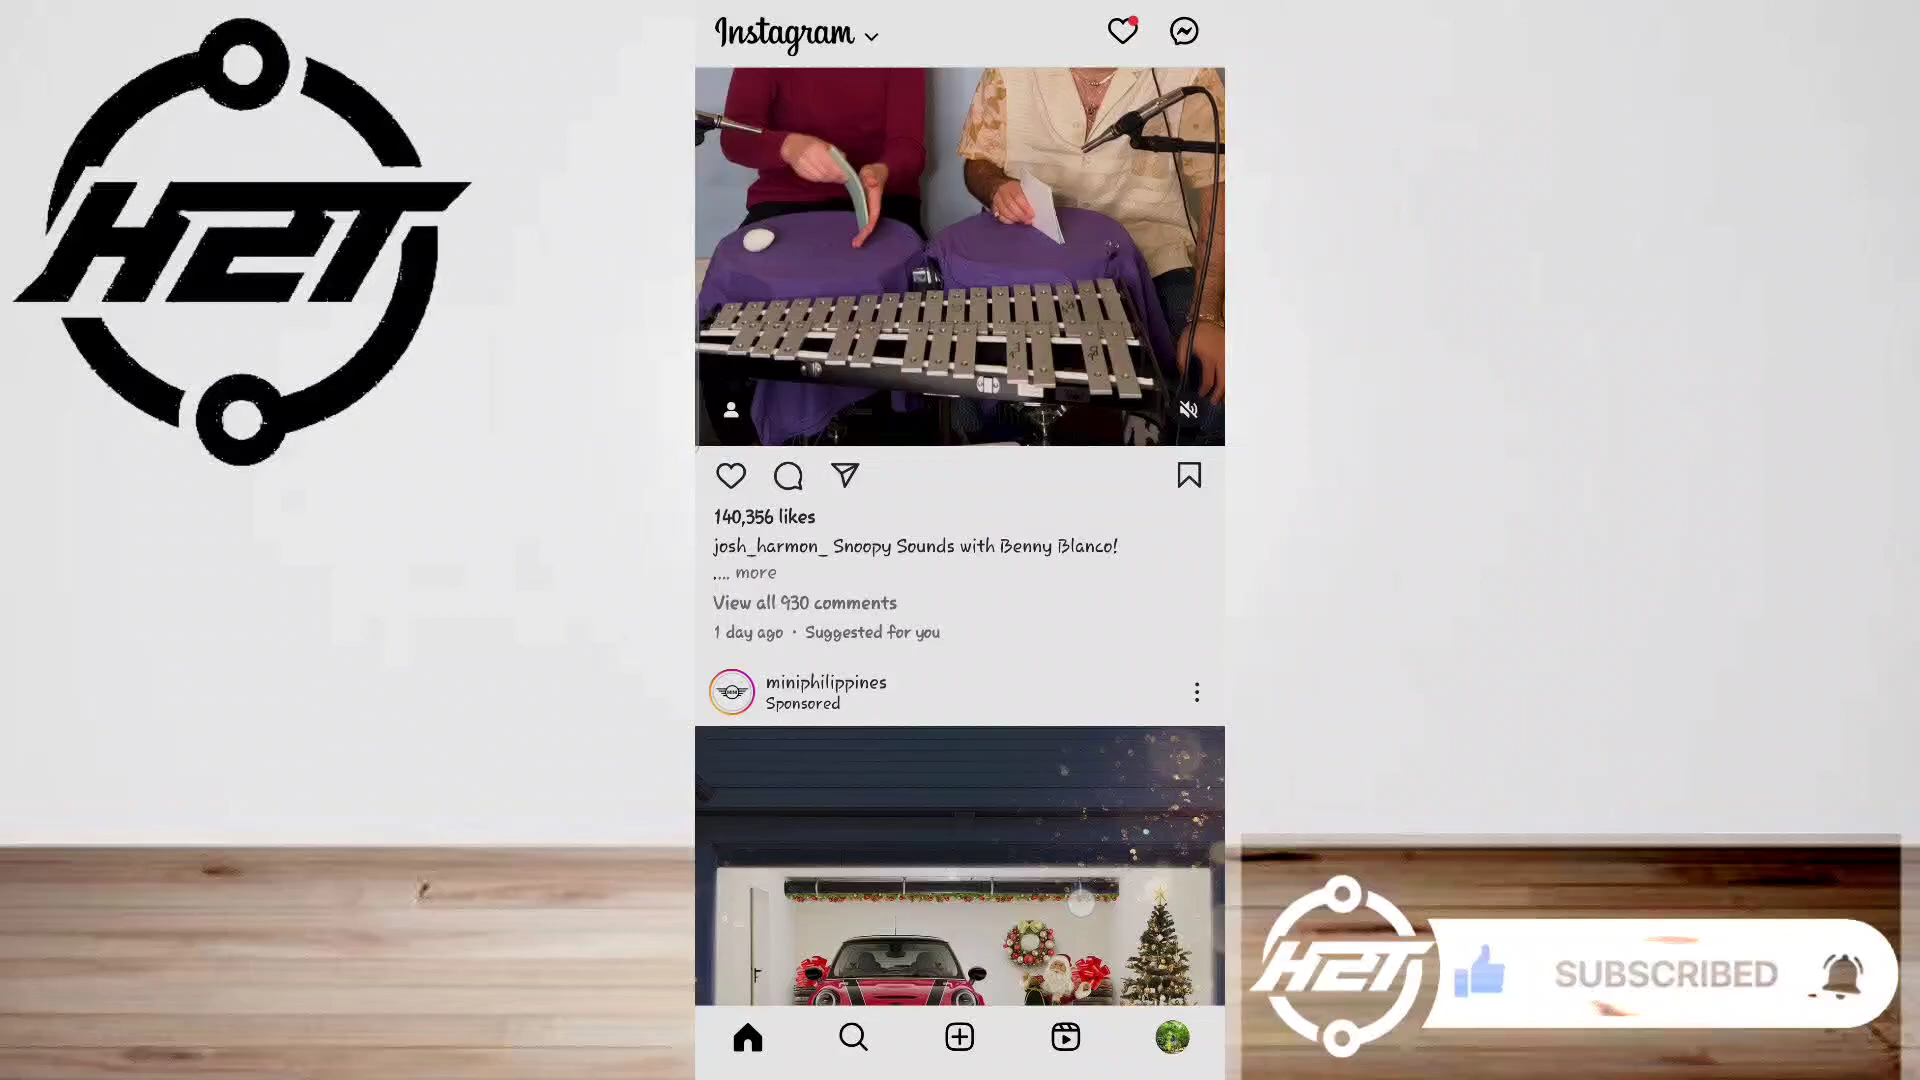 H2T
Instagram
140,356 likes
josh_harmon_ Snoopy Sounds with Benny Blanco!
.... more
View all 930 comments
1 day ago · Suggested for you
miniphilippines
Sponsored
H2T
SUBSCRIBED